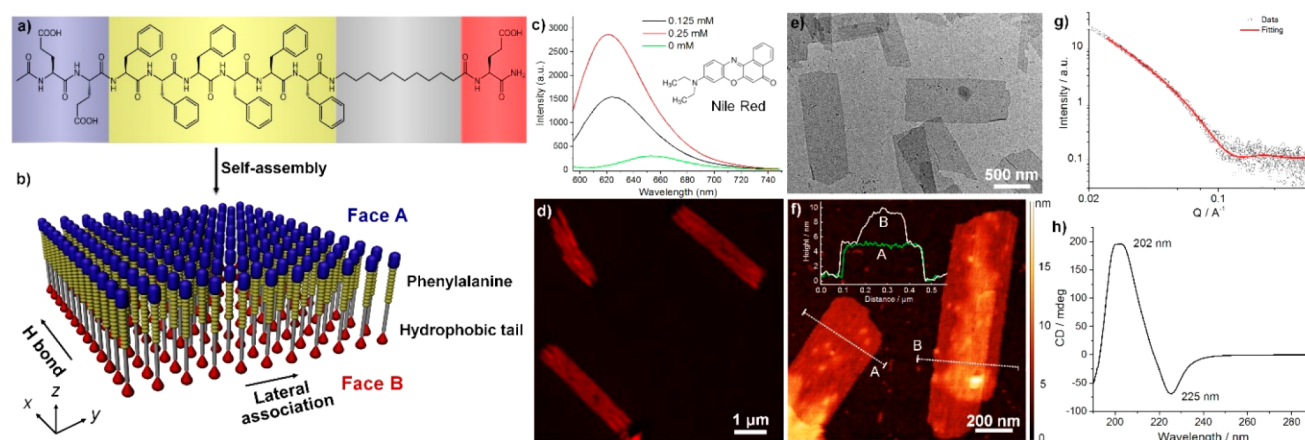 a)
COOH
COOH
COOH
NH₂
Self-assembly
b)
Face A
Phenylalanine
Hydrophobic tail
Face B
H bond
Lateral
association
x
y
z
c)
0.125 mM
0.25 mM
0 mM
Nile Red
Intensity (a.u.)
3000
2500
2000
1500
1000
500
0
600 620 640 660 680 700 720 740
Wavelength (nm)
d)
1 µm
e)
500 nm
f)
Height / nm
10
8
6
4
2
0
0.0 0.1 0.2 0.3 0.4 0.5
Distance / µm
B
A
A
B
200 nm
nm
15
10
5
0
g)
Data
Fitting
Intensity / a.u.
10
1
0.1
0.02
0.1
Q / A⁻¹
h)
202 nm
225 nm
CD / mdeg
200
150
100
50
0
-50
-100
200 220 240 260 280
Wavelength / nm